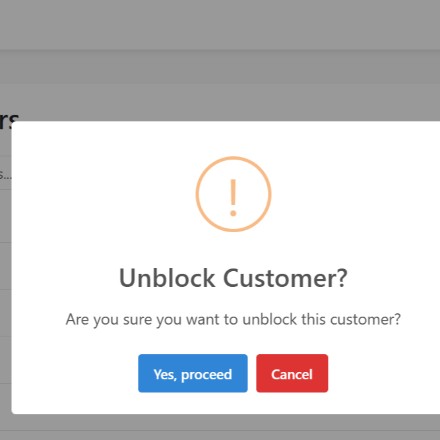 rs
s...
!
Unblock Customer?
Are you sure you want to unblock this customer?
Yes, proceed
Cancel